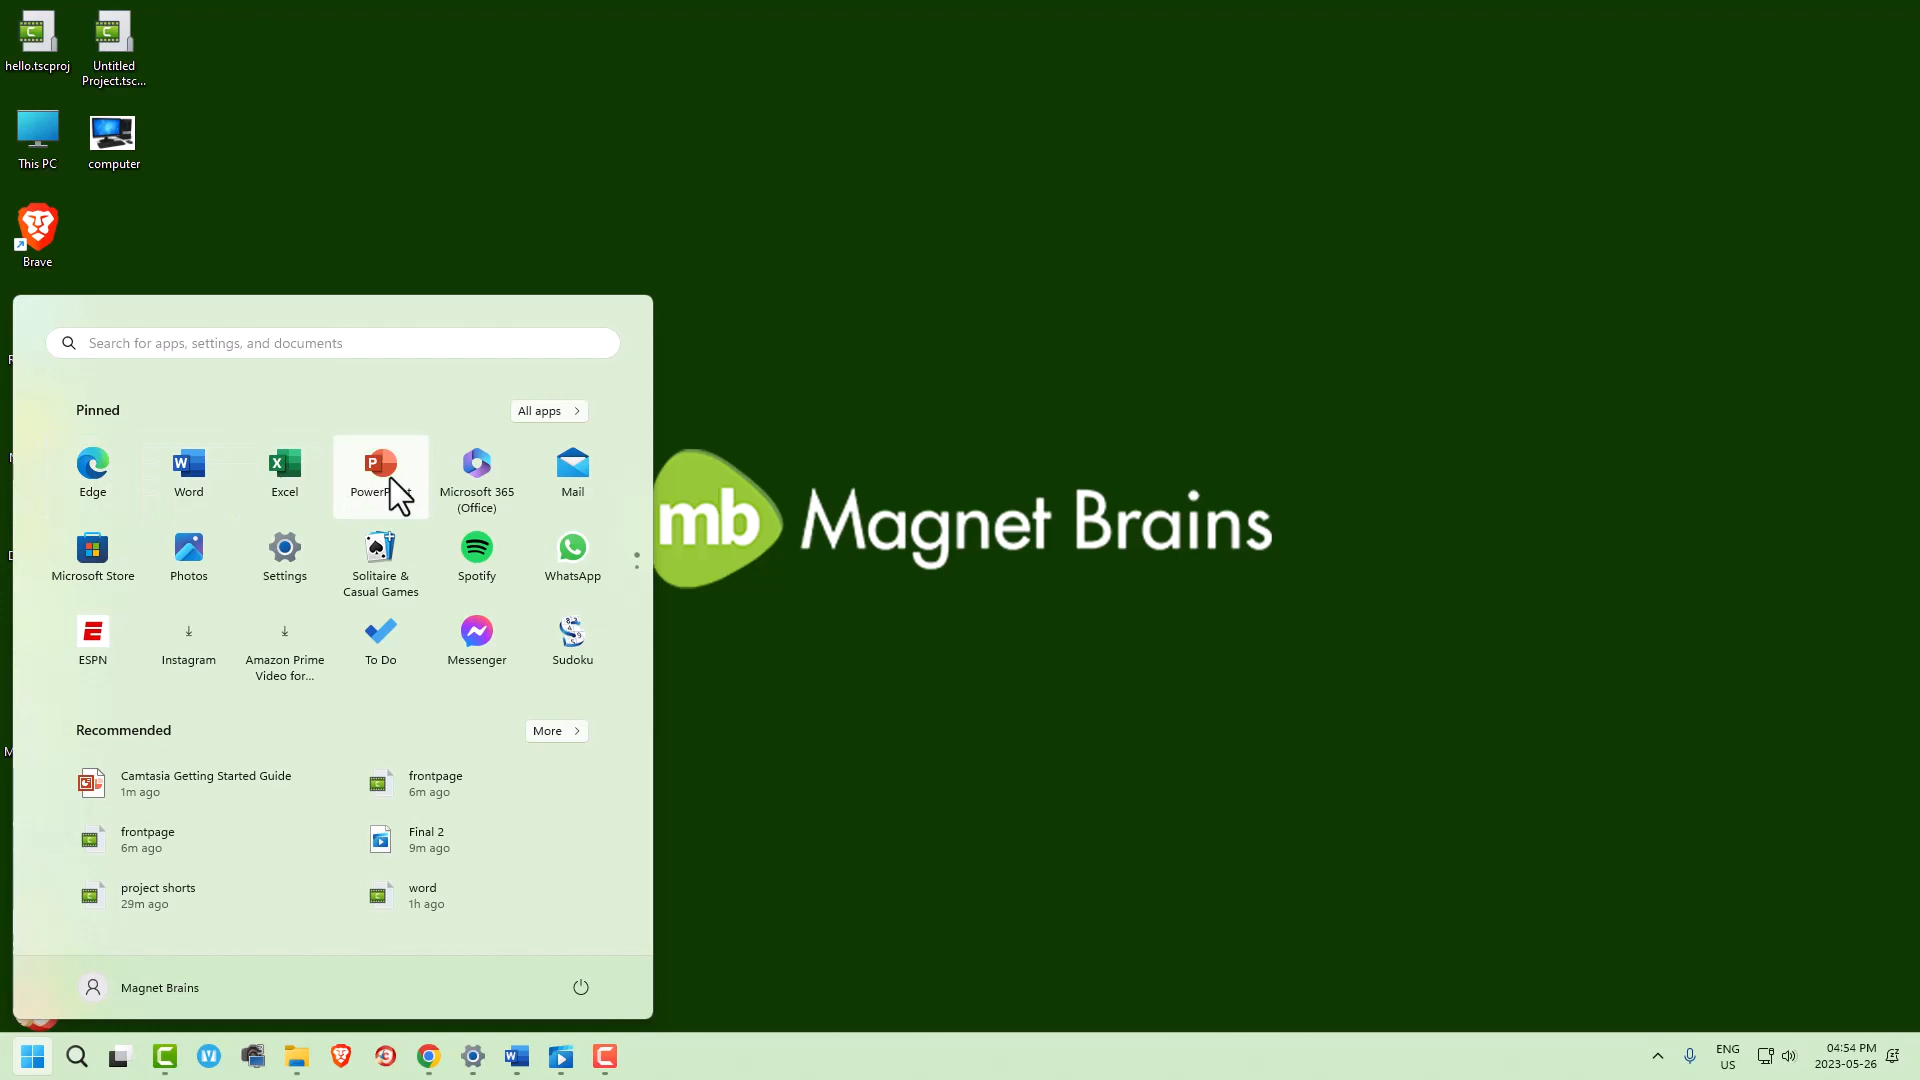 hello.tscproj
Untitled
Project.tsc...
This PC
computer
Brave
Search for apps, settings, and documents
Pinned
All apps
Edge
Word
Excel
Microsoft 365
(Office)
Mail
Microsoft Store
Photos
Settings
Solitaire &
Casual Games
Spotify
WhatsApp
ESPN
Instagram
Amazon Prime
Video for...
To Do
Messenger
Sudoku
Recommended
More
Camtasia Getting Started Guide
1m ago
frontpage
6m ago
frontpage
6m ago
Final 2
9m ago
project shorts
29m ago
word
1h ago
Magnet Brains
mb Magnet Brains
ENG
US
04:54 PM
2023-05-26